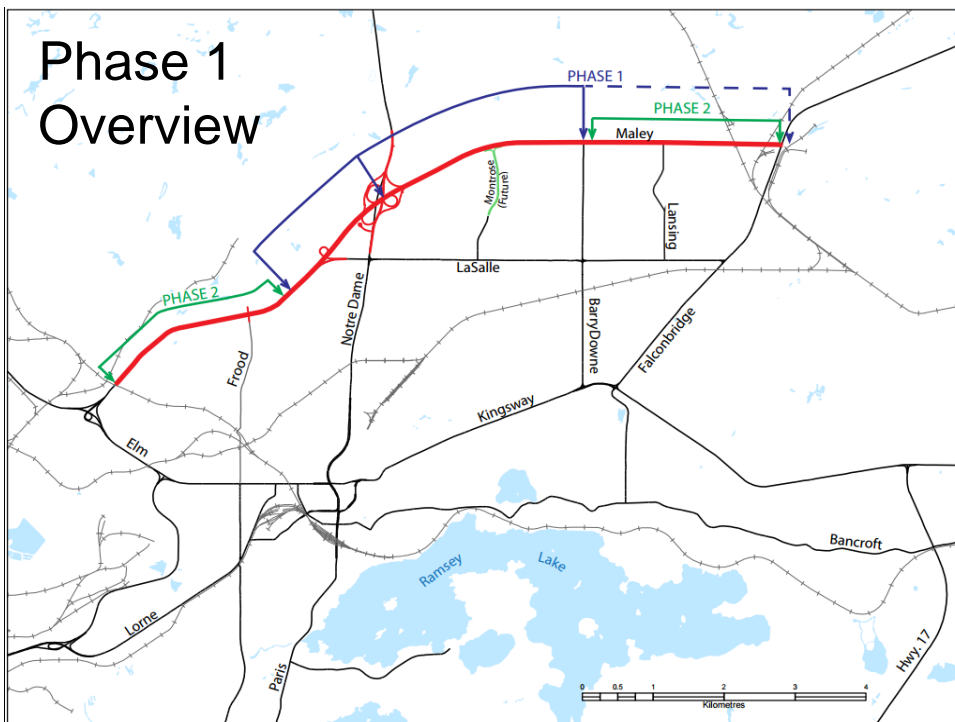 Phase 1
Overview
PHASE 1
PHASE 2
Maley
Montrose
(Future)
Lansing
LaSalle
PHASE 2
Notre Dame
BarryDowne
Falconbridge
Frood
Kingsway
Elm
Bancroft
Ramsey
Lake
Lorne
Paris
Hwy. 17
0 0.5 1 2 3 4
Kilometres